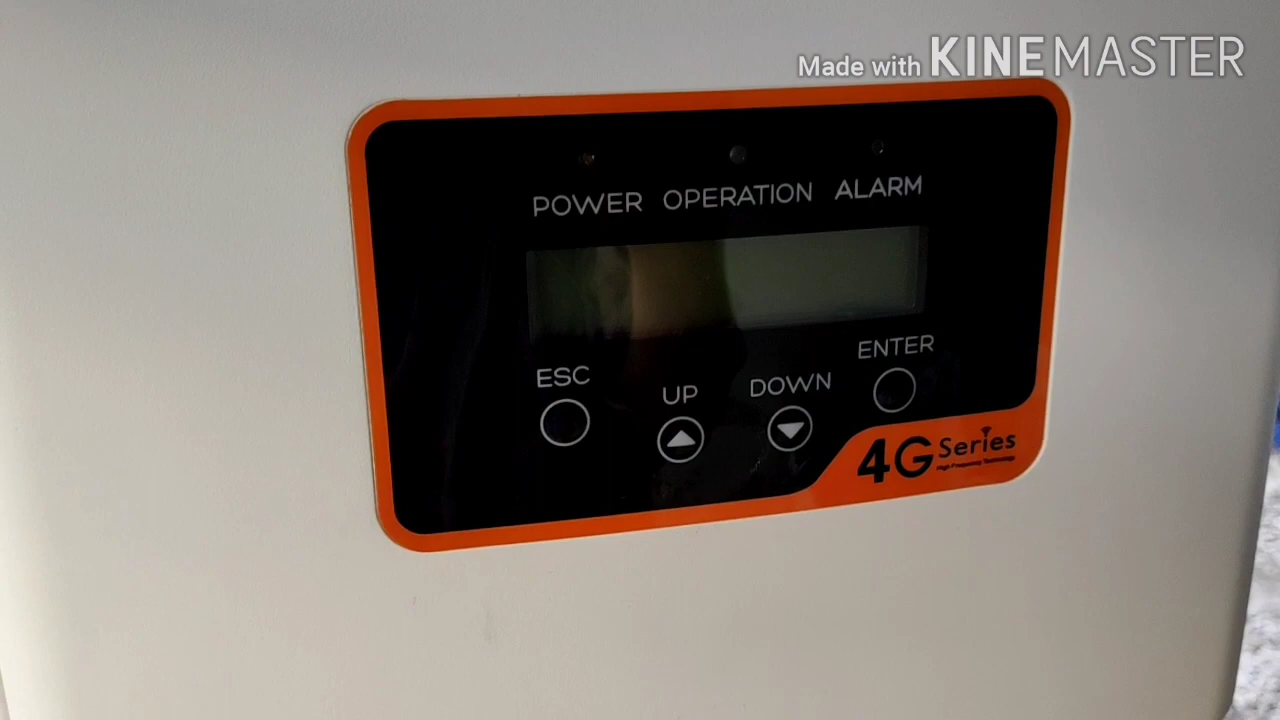 Made with KINEMASTER
POWER OPERATION ALARM
ESC UP DOWN ENTER
4G Series
High Frequency Technology